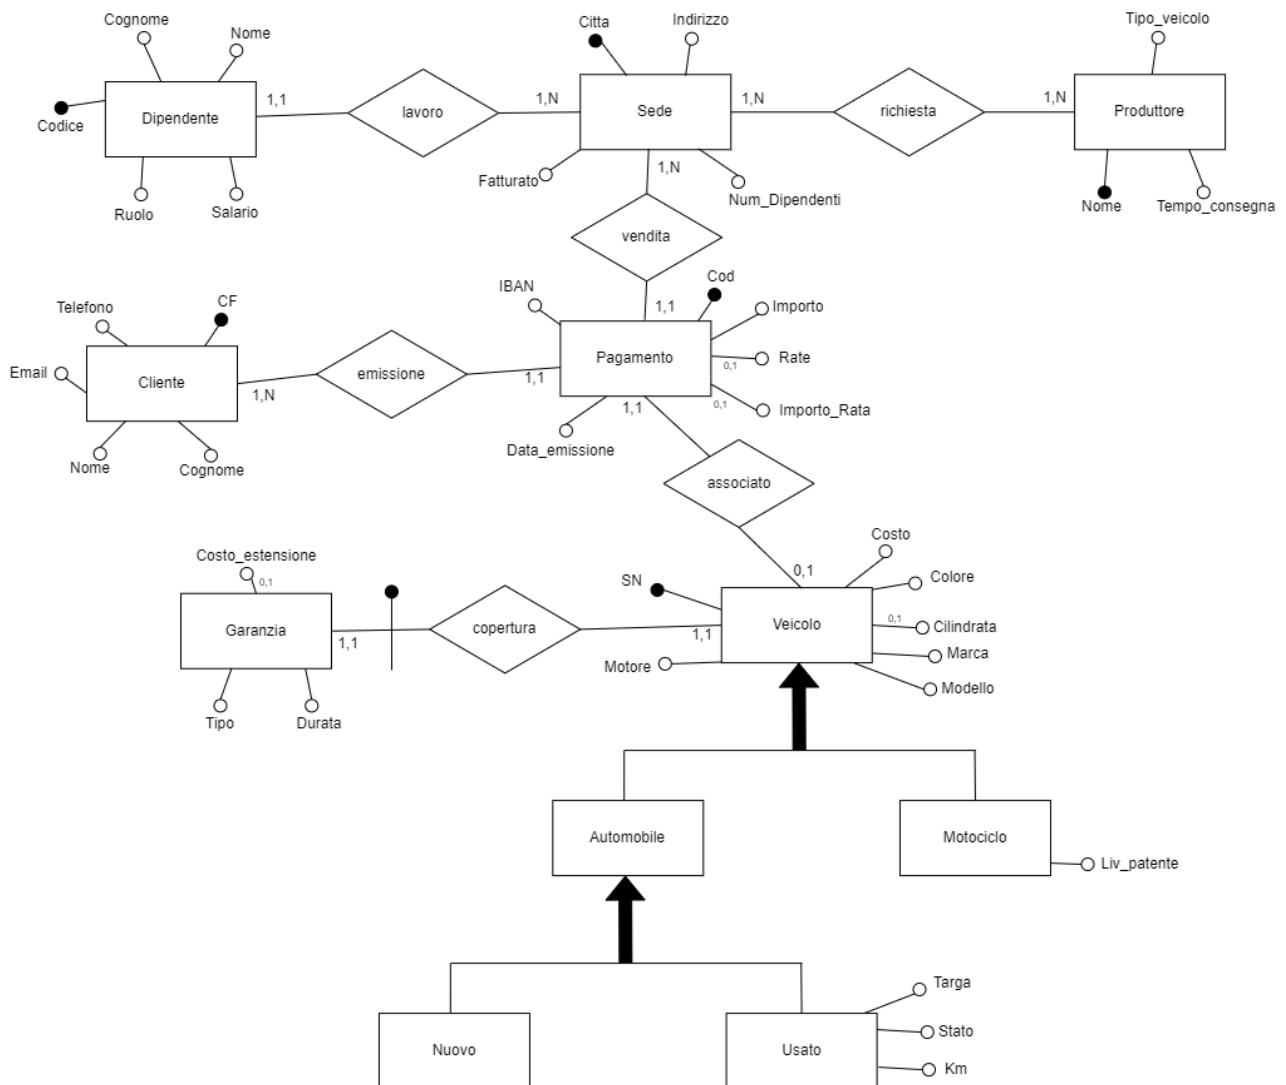 Cognome
Nome
Citta
Indirizzo
Tipo_veicolo
Codice
Dipendente
1,1
lavoro
1,N
Sede
1,N
richiesta
1,N
Produttore
Ruolo
Salario
Fatturato
1,N
Num_Dipendenti
Nome
Tempo_consegna
vendita
Telefono
CF
IBAN
1,1
Cod
Importo
Email
Cliente
1,N
emissione
1,1
Pagamento
1,1
0,1
Rate
0,1
Importo_Rata
Nome
Cognome
Data_emissione
associato
Costo_estensione
0,1
SN
0,1
Costo
Colore
Garanzia
1,1
copertura
1,1
Veicolo
0,1
Cilindrata
Marca
Motore
Modello
Tipo
Durata
Automobile
Motociclo
Liv_patente
Nuovo
Usato
Targa
Stato
Km